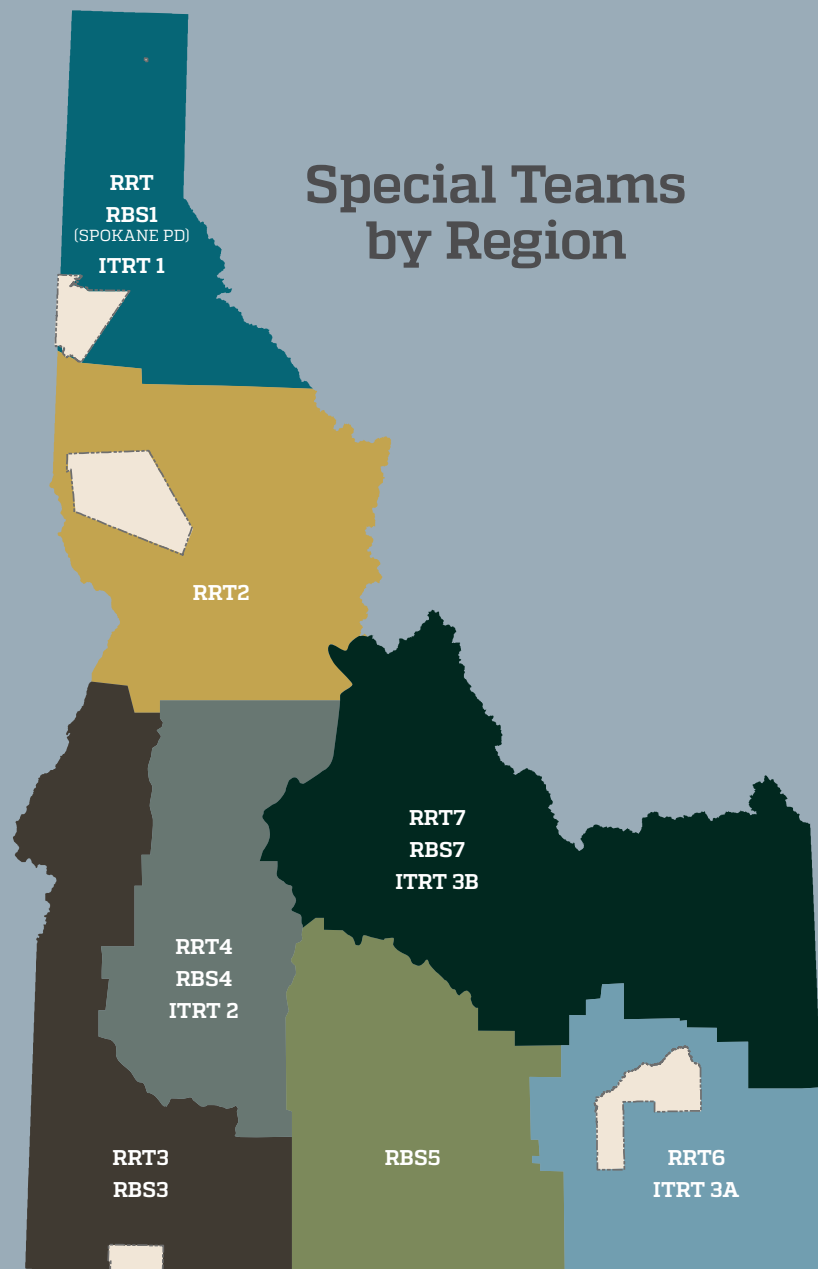 Special Teams
by Region
RRT
RBS1
(SPOKANE PD)
ITRT 1
RRT2
RRT7
RBS7
ITRT 3B
RRT4
RBS4
ITRT 2
RRT3
RBS3
RBS5
RRT6
ITRT 3A